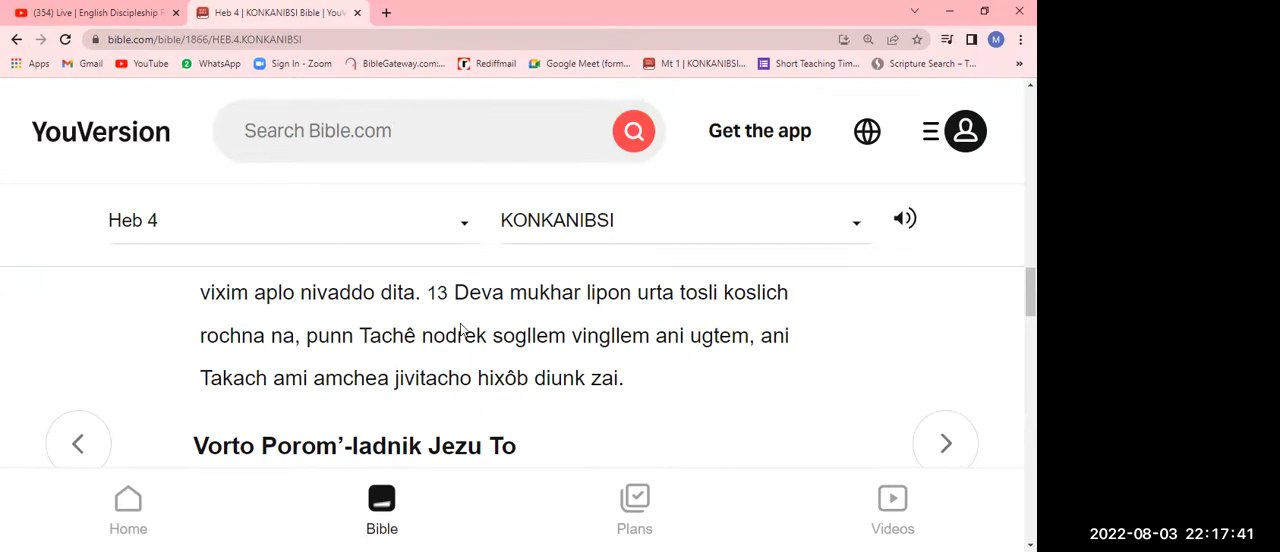 (354) Live | English Discipleship
Heb 4 | KONKANIBSI Bible | YouV
bible.com/bible/1866/HEB.4.KONKANIBSI
Apps Gmail YouTube WhatsApp Sign In - Zoom BibleGateway.com:... Rediffmail Google Meet (form... Mt 1 | KONKANIBSI... Short Teaching Tim... Scripture Search – T... »
M
YouVersion Search Bible.com Get the app
Heb 4 KONKANIBSI
vixim aplo nivaddo dita. 13 Deva mukhar lipon urta tosli koslich
rochna na, punn Tachê nodrek sogllem vingllem ani ugtem, ani
Takach ami amchea jivitacho hixôb diunk zai.
Vorto Porom’-Iadnik Jezu To
Home Bible Plans Videos
2022-08-03 22:17:41